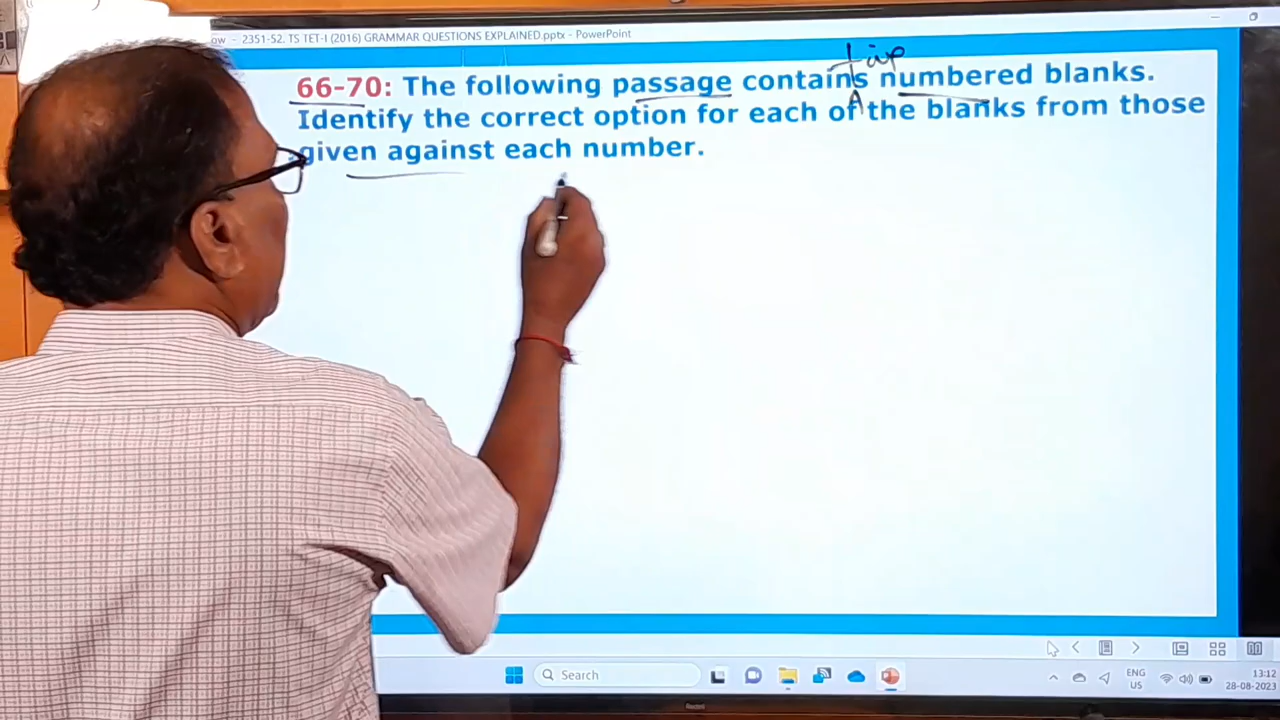 ow - 2351-52. TS TET-I (2016) GRAMMAR QUESTIONS EXPLAINED.pptx - PowerPoint
66-70: The following passage contains numbered blanks.
Identify the correct option for each of the blanks from those
given against each number.
Search
ENG
US
13:12
28-08-2023